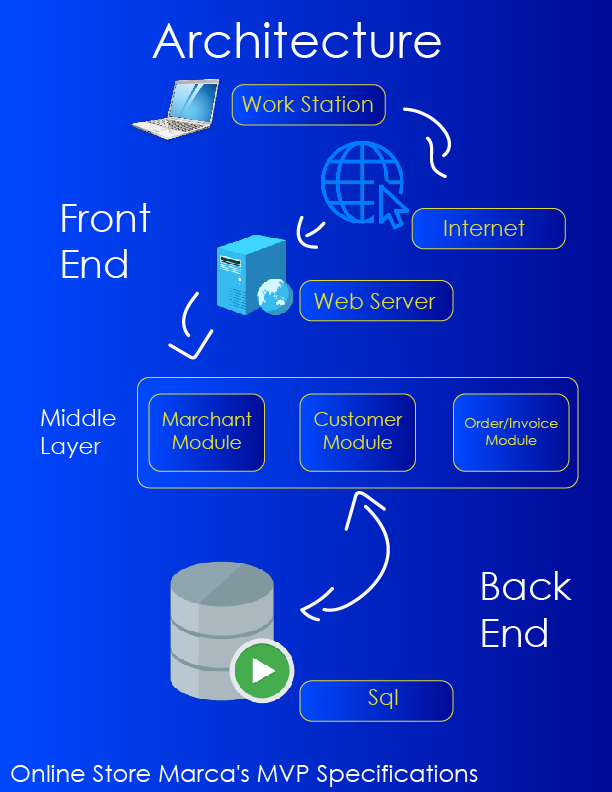 Architecture
Work Station
Internet
Front
End
Web Server
Middle
Layer
Marchant
Module
Customer
Module
Order/Invoice
Module
Back
End
Sql
Online Store Marca's MVP Specifications